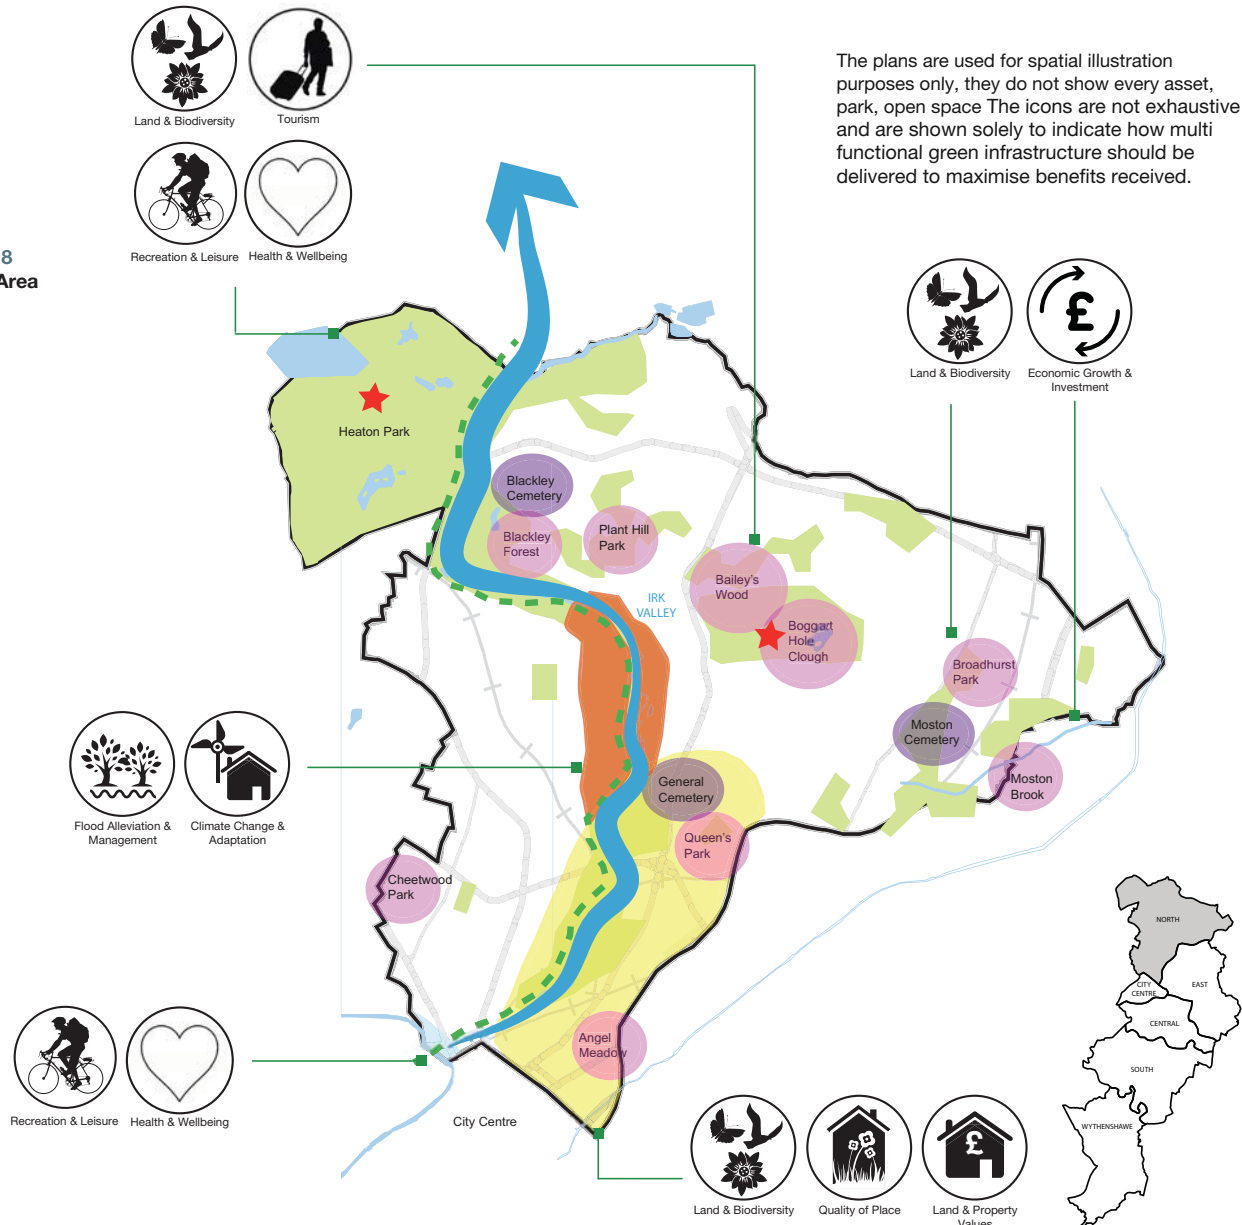 Land & Biodiversity
Tourism
Recreation & Leisure
Health & Wellbeing
The plans are used for spatial illustration
purposes only, they do not show every asset,
park, open space The icons are not exhaustive
and are shown solely to indicate how multi
functional green infrastructure should be
delivered to maximise benefits received.
8
Area
Land & Biodiversity
Economic Growth &
Investment
£
Heaton Park
Blackley
Cemetery
Blackley
Forest
Plant Hill
Park
Bailey's
Wood
IRK
VALLEY
Boggart
Hole
Clough
Broadhurst
Park
Moston
Cemetery
Moston
Brook
General
Cemetery
Queen's
Park
Cheetwood
Park
Angel
Meadow
City Centre
Flood Alleviation &
Management
Climate Change &
Adaptation
Recreation & Leisure
Health & Wellbeing
£
Land & Biodiversity
Quality of Place
Land & Property
Values
NORTH
CITY
CENTRE
EAST
CENTRAL
SOUTH
WYTHENSHAWE